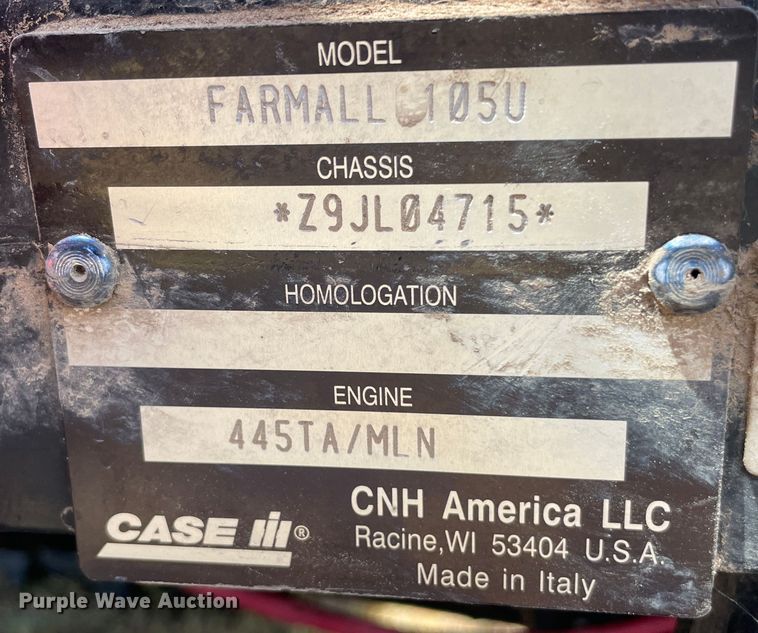 MODEL
FARMALL 105U
CHASSIS
*Z9JL04715*
HOMOLOGATION
ENGINE
445TA/MLN
CASE IH®
CNH America LLC
Racine, WI 53404 U.S.A.
Made in Italy
Purple Wave Auction